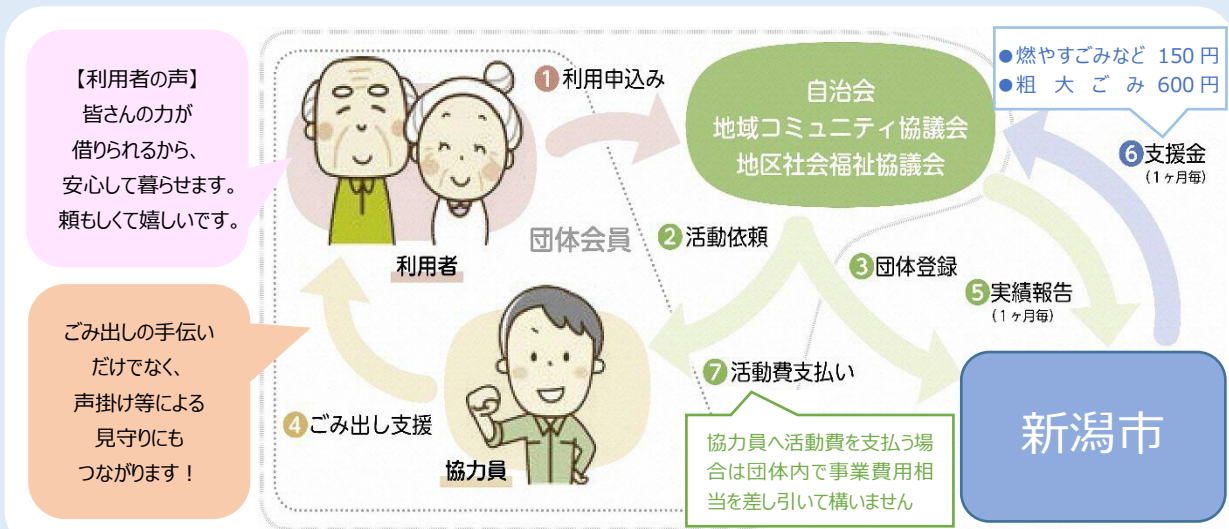 【利用者の声】
皆さんの力が
借りられるから、
安心して暮らせます。
頼もしくて嬉しいです。
ごみ出しの手伝い
だけでなく、
声掛け等による
見守りにも
つながります！
利用者
団体会員
協力員
❶利用申込み
自治会
地域コミュニティ協議会
地区社会福祉協議会
❷活動依頼
❸団体登録
❹ごみ出し支援
❺実績報告
（1ヶ月毎）
●燃やすごみなど 150 円
●粗 大 ご み 600 円
❻支援金
（1ヶ月毎）
❼活動費支払い
協力員へ活動費を支払う場
合は団体内で事業費用相
当を差し引いて構いません
新潟市